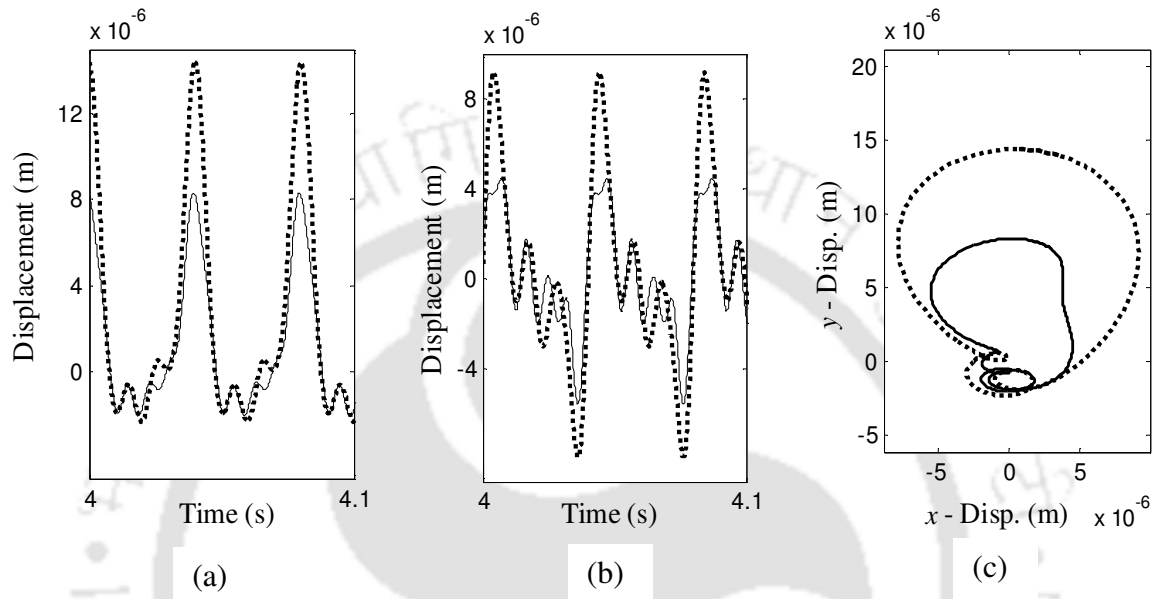 x 10^-6
12
8
4
0
Displacement (m)
4
4.1
Time (s)
(a)
x 10^-6
8
4
0
-4
Displacement (m)
4
4.1
Time (s)
(b)
x 10^-6
20
15
10
5
0
-5
y - Disp. (m)
-5
0
5
x - Disp. (m)
x 10^-6
(c)